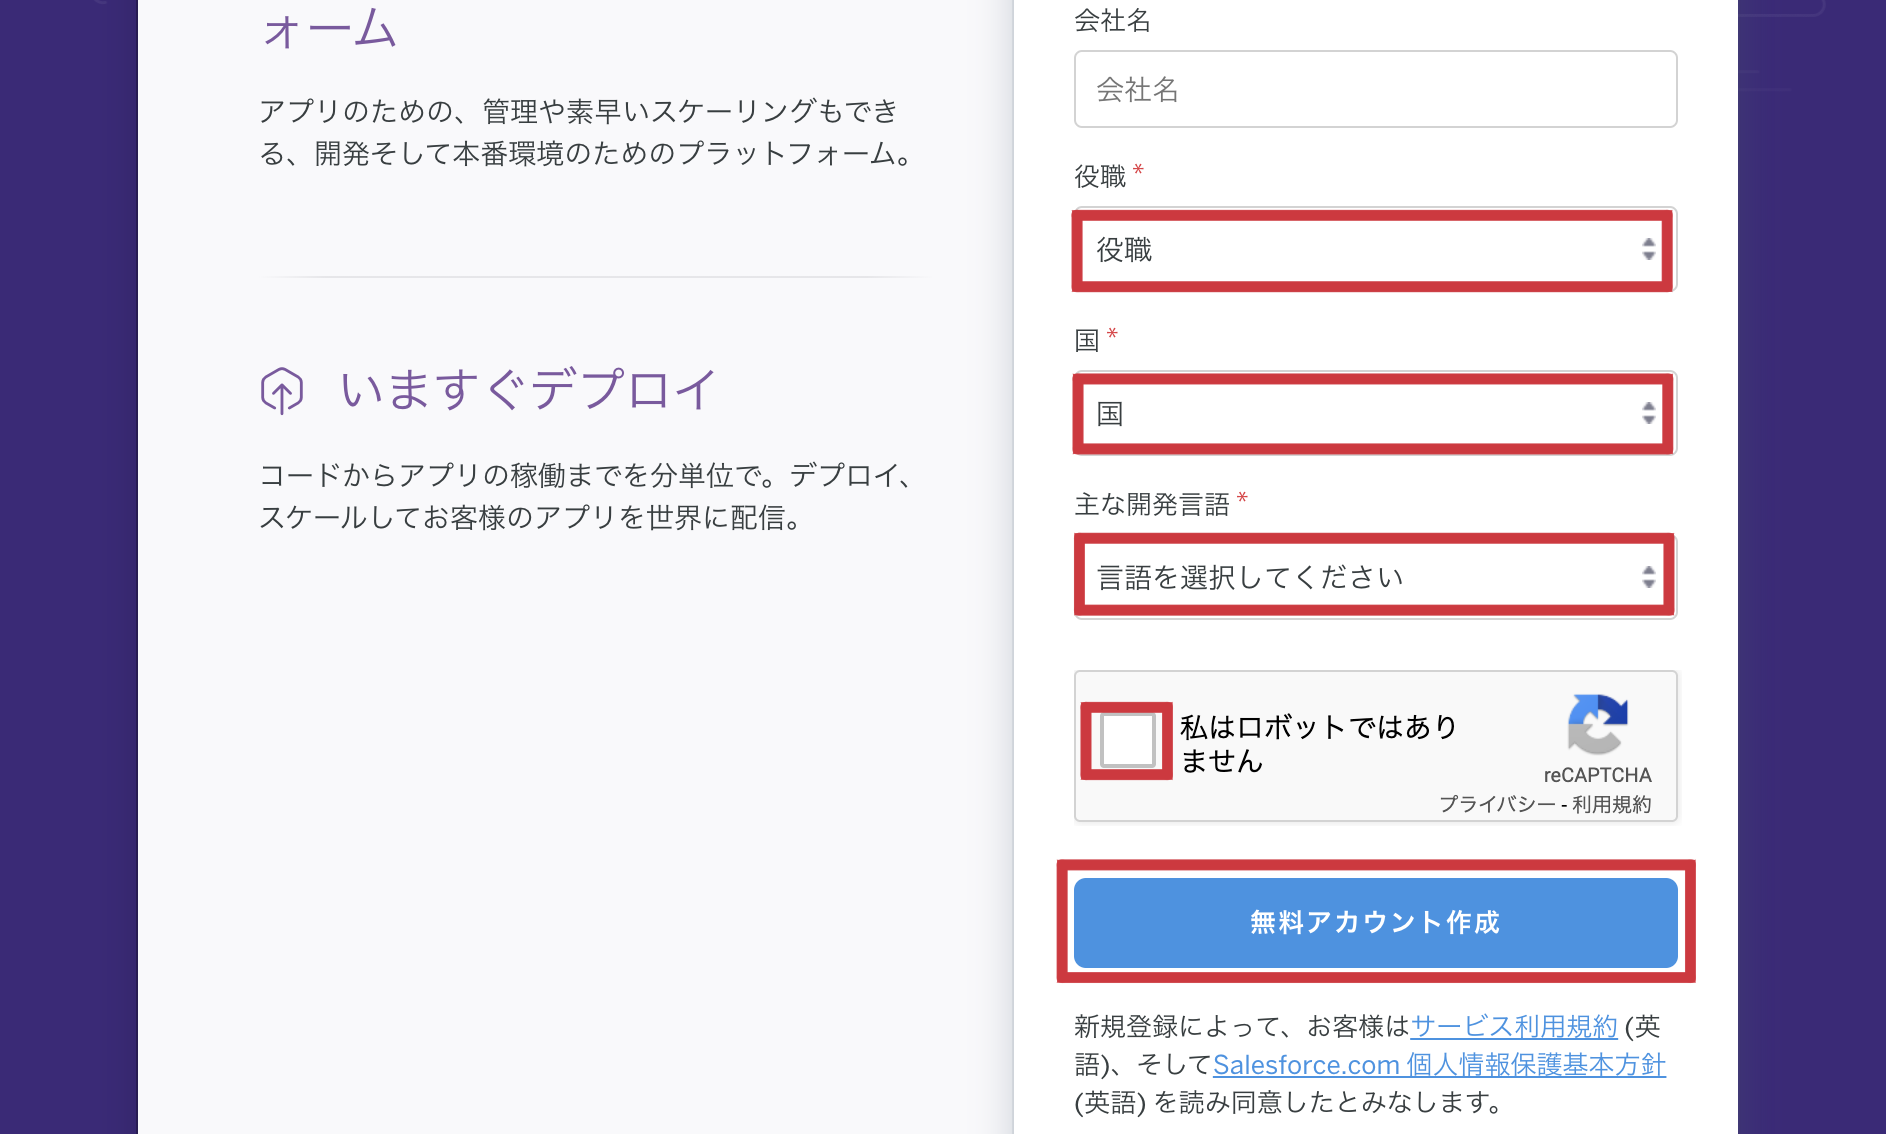 ォーム
アプリのための、管理や素早いスケーリングもでき
る、開発そして本番環境のためのプラットフォーム。
いますぐデプロイ
コードからアプリの稼働までを分単位で。デプロイ、
スケールしてお客様のアプリを世界に配信。
会社名
会社名
役職 *
役職
国 *
国
主な開発言語 *
言語を選択してください
私はロボットではあり
ません
reCAPTCHA
プライバシー - 利用規約
無料アカウント作成
新規登録によって、お客様はサービス利用規約 (英
語)、そしてSalesforce.com 個人情報保護基本方針
(英語) を読み同意したとみなします。